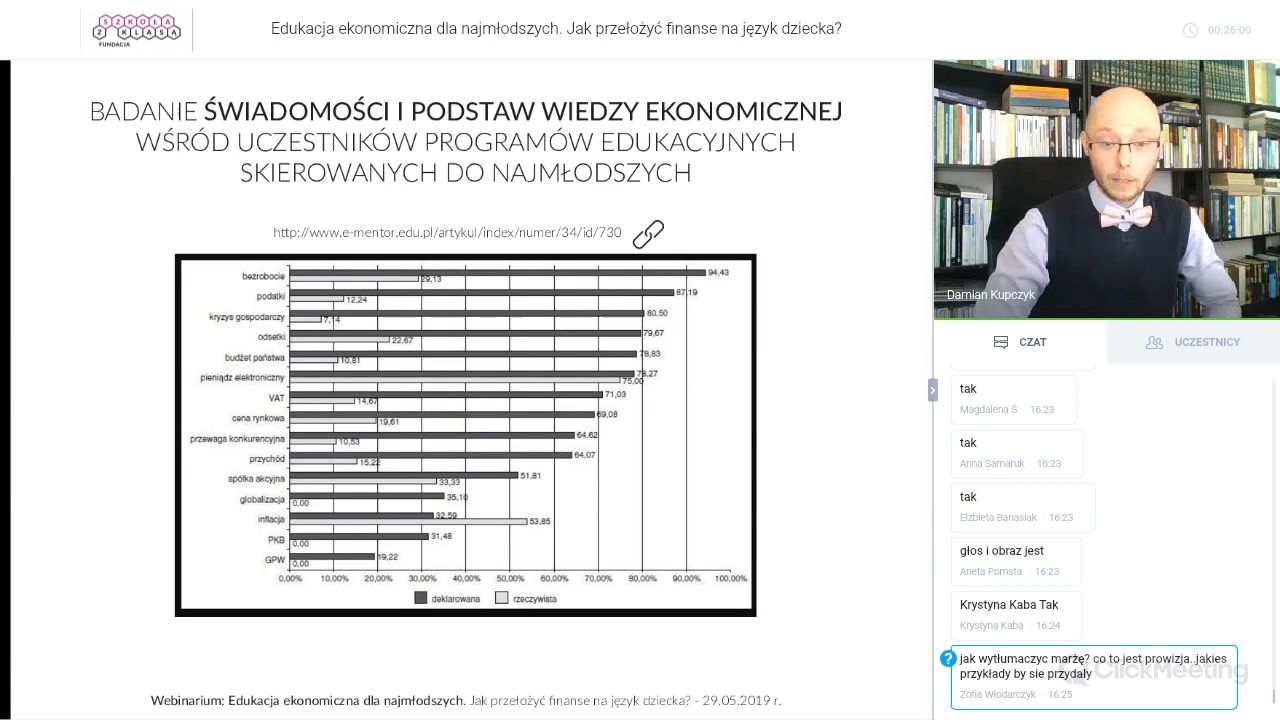 SZKOŁA
Z KLASĄ
FUNDACJA
Edukacja ekonomiczna dla najmłodszych. Jak przełożyć finanse na język dziecka?
00:26:00
BADANIE ŚWIADOMOŚCI I PODSTAW WIEDZY EKONOMICZNEJ
WŚRÓD UCZESTNIKÓW PROGRAMÓW EDUKACYJNYCH
SKIEROWANYCH DO NAJMŁODSZYCH
http://www.e-mentor.edu.pl/artykul/index/numer/34/id/730
bezrobocie 94,43
29,13
podatki 87,19
12,24
kryzys gospodarczy 80,50
7,14
odsetki 79,67
22,67
budżet państwa 78,83
10,81
pieniądz elektroniczny 78,27
75,00
VAT 71,03
14,67
cena rynkowa 69,08
19,61
przewaga konkurencyjna 64,62
10,53
przychód 64,07
15,22
spółka akcyjna 51,81
33,33
globalizacja 35,10
0,00
inflacja 32,59
53,85
PKB 31,48
0,00
GPW 19,22
0,00
0,00% 10,00% 20,00% 30,00% 40,00% 50,00% 60,00% 70,00% 80,00% 90,00% 100,00%
deklarowana rzeczywista
Webinarium: Edukacja ekonomiczna dla najmłodszych. Jak przełożyć finanse na język dziecka? - 29.05.2019 r.
Damian Kupczyk
CZAT
UCZESTNICY
tak
Magdalena Ś 16:23
tak
Anna Samaruk 16:23
tak
Elżbieta Banasiak 16:23
głos i obraz jest
Aneta Pomsta 16:23
Krystyna Kaba Tak
Krystyna Kaba 16:24
jak wytłumaczyc marżę? co to jest prowizja..jakies
przykłady by sie przydały
Zofia Włodarczyk 16:25
ClickMeeting